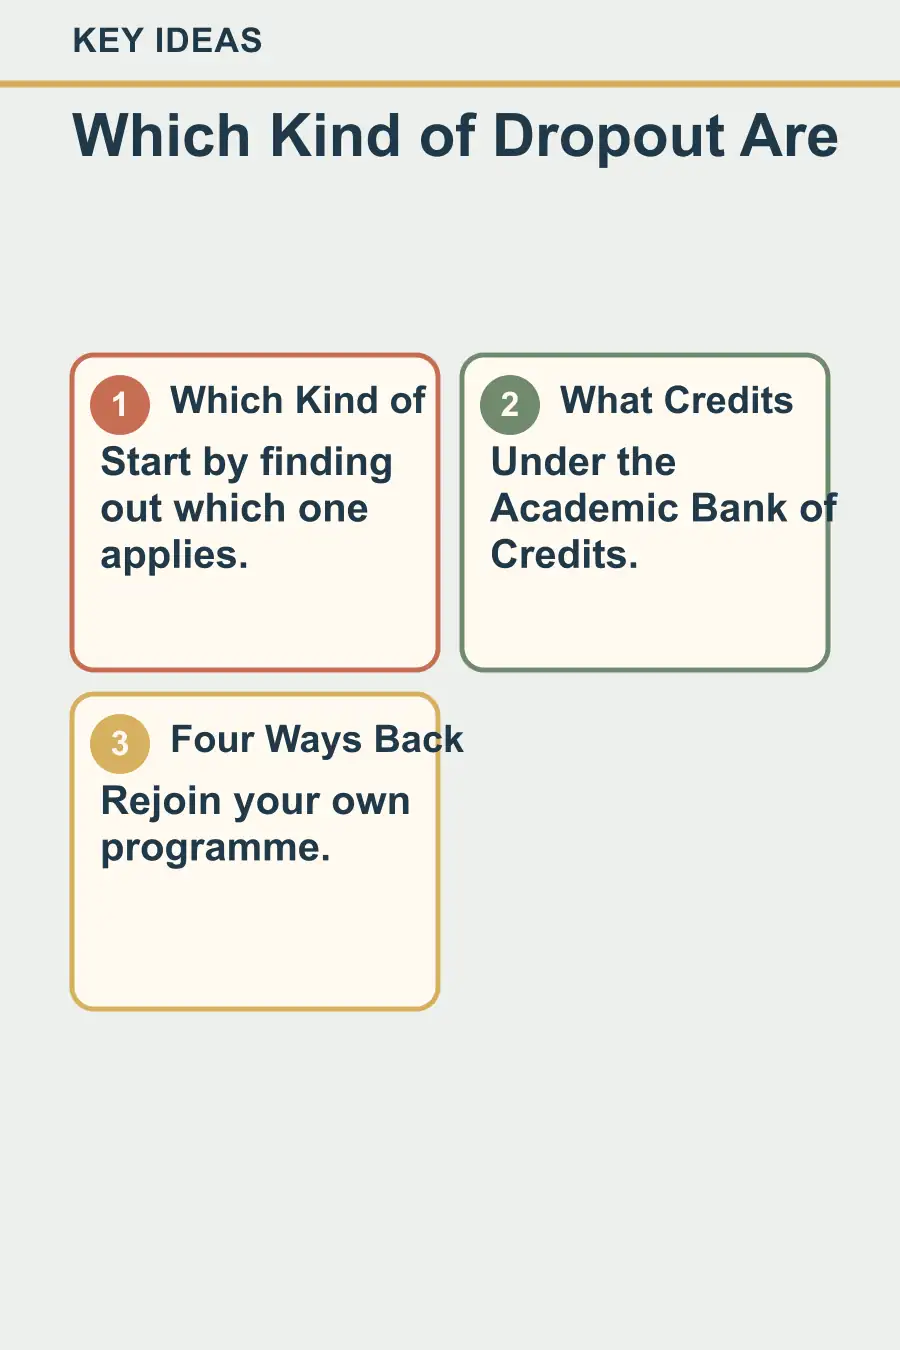 KEY IDEAS
Which Kind of Dropout Are
1
Which Kind of
Start by finding
out which one
applies.
2
What Credits
Under the
Academic Bank of
Credits.
3
Four Ways Back
Rejoin your own
programme.